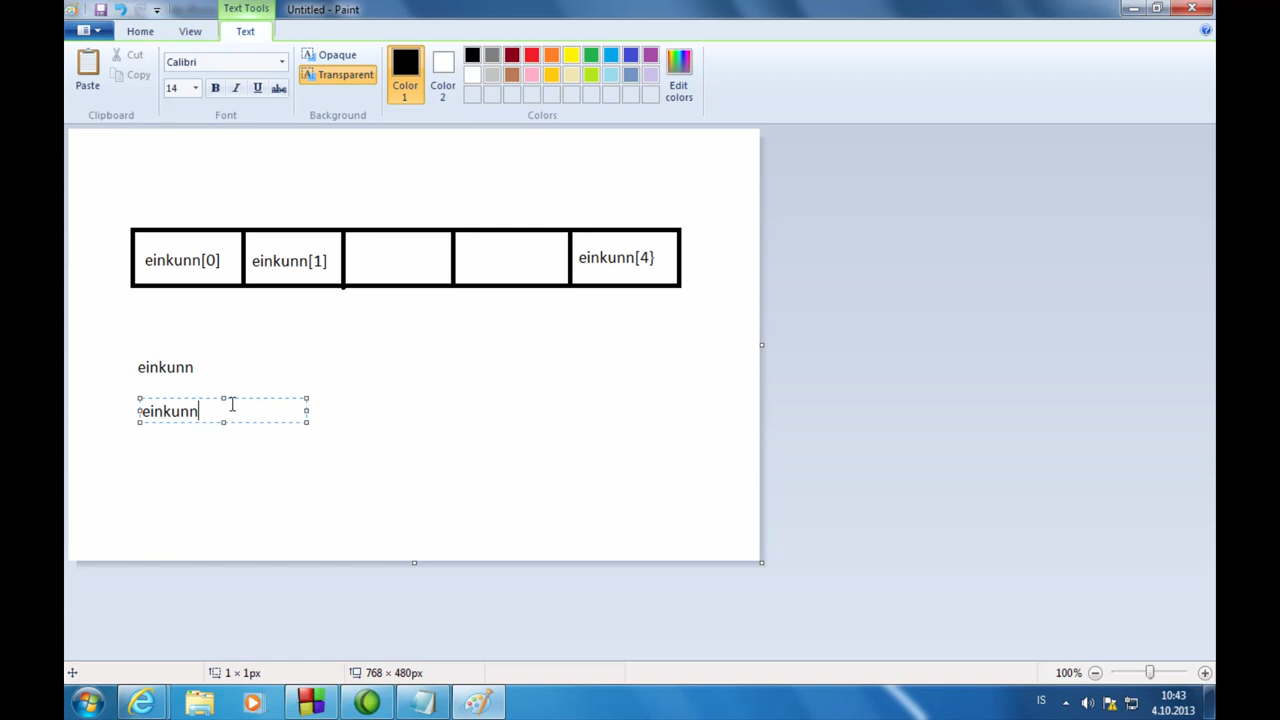 Text Tools
Untitled - Paint
Home
View
Text
Paste
Cut
Copy
Clipboard
Calibri
14
B
I
U
abc
Font
Opaque
Transparent
Background
Color
1
Color
2
Edit
colors
Colors
einkunn[0]
einkunn[1]
einkunn[4}
einkunn
einkunn
1 × 1px
768 × 480px
100%
IS
10:43
4.10.2013